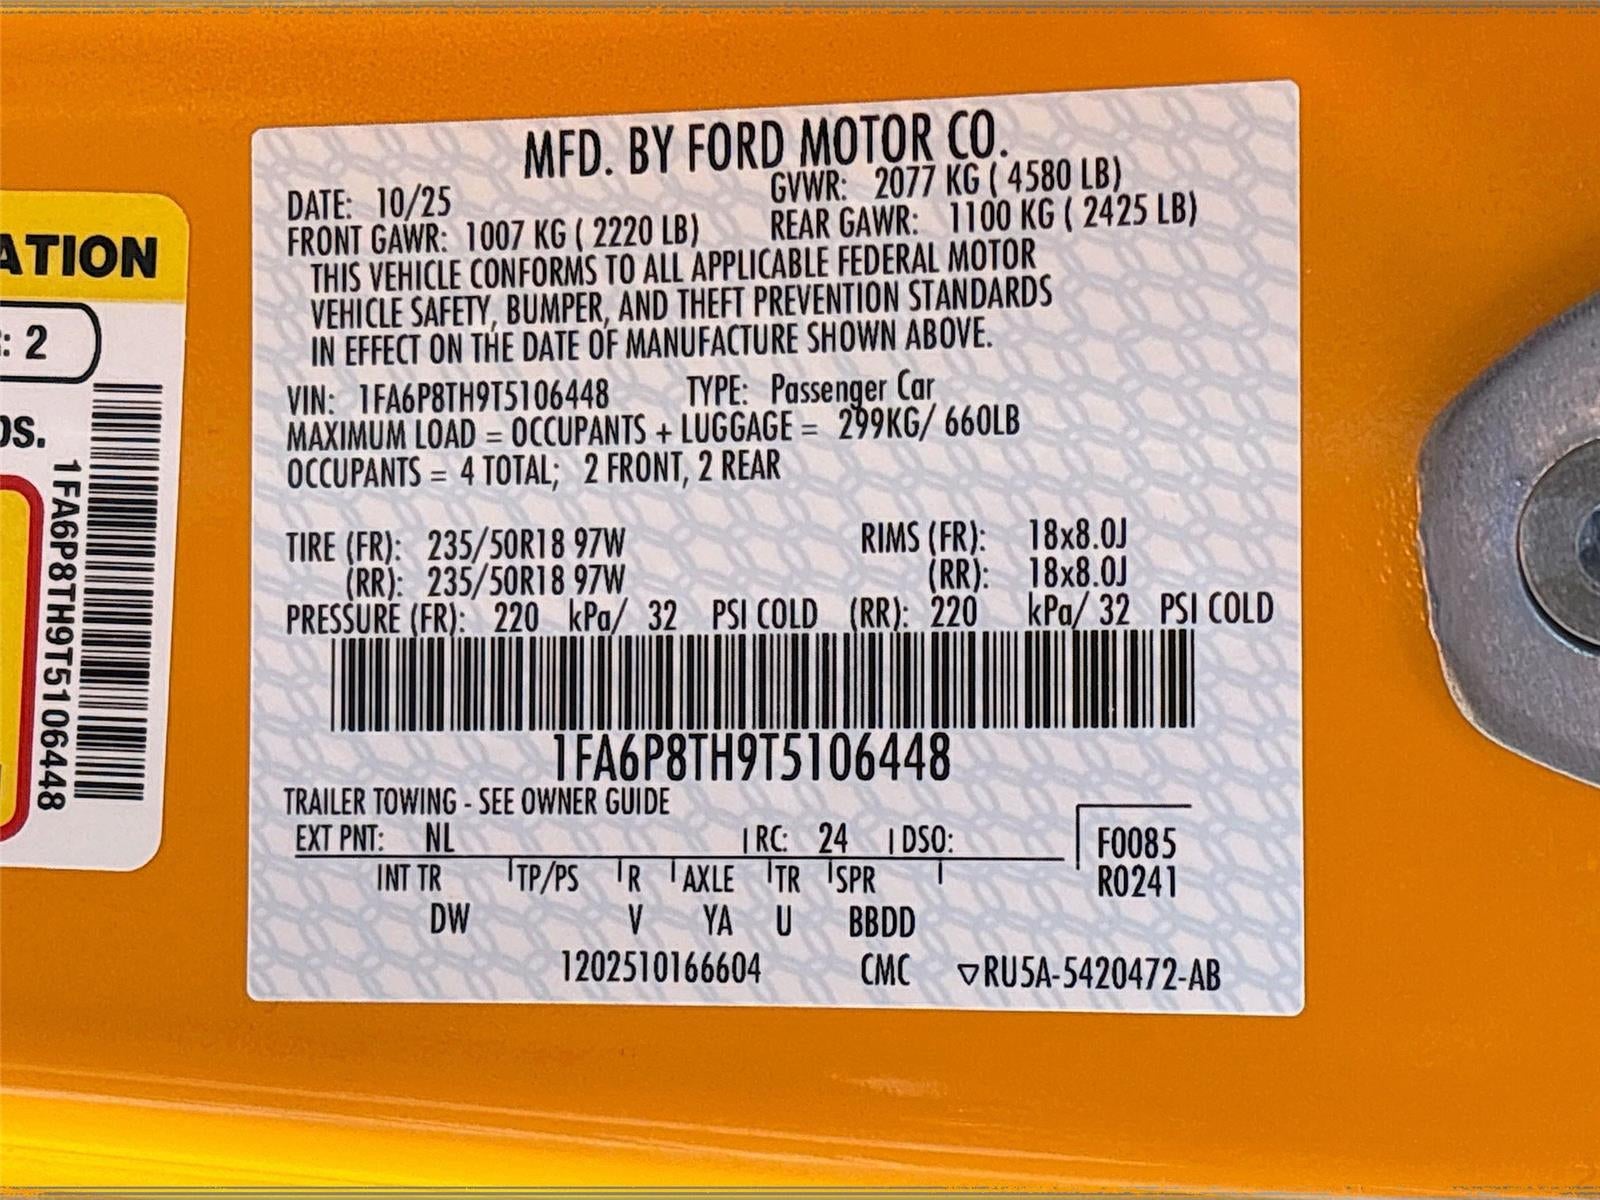 MFD. BY FORD MOTOR CO.
DATE: 10/25 GVWR: 2077 KG ( 4580 LB)
FRONT GAWR: 1007 KG ( 2220 LB) REAR GAWR: 1100 KG ( 2425 LB)
THIS VEHICLE CONFORMS TO ALL APPLICABLE FEDERAL MOTOR
VEHICLE SAFETY, BUMPER, AND THEFT PREVENTION STANDARDS
IN EFFECT ON THE DATE OF MANUFACTURE SHOWN ABOVE.
VIN: 1FA6P8TH9T5106448 TYPE: Passenger Car
MAXIMUM LOAD = OCCUPANTS + LUGGAGE = 299KG/ 660LB
OCCUPANTS = 4 TOTAL; 2 FRONT, 2 REAR
TIRE (FR): 235/50R18 97W RIMS (FR): 18x8.0J
(RR): 235/50R18 97W (RR): 18x8.0J
PRESSURE (FR): 220 kPa/ 32 PSI COLD (RR): 220 kPa/ 32 PSI COLD
1FA6P8TH9T5106448
TRAILER TOWING - SEE OWNER GUIDE
EXT PNT: NL RC: 24 DSO: F0085
INT TR TP/PS R AXLE TR SPR R0241
DW V YA U BBDD
1202510166604 CMC ▽RU5A-5420472-AB
ATION
: 2
OS.
1FA6P8TH9T5106448